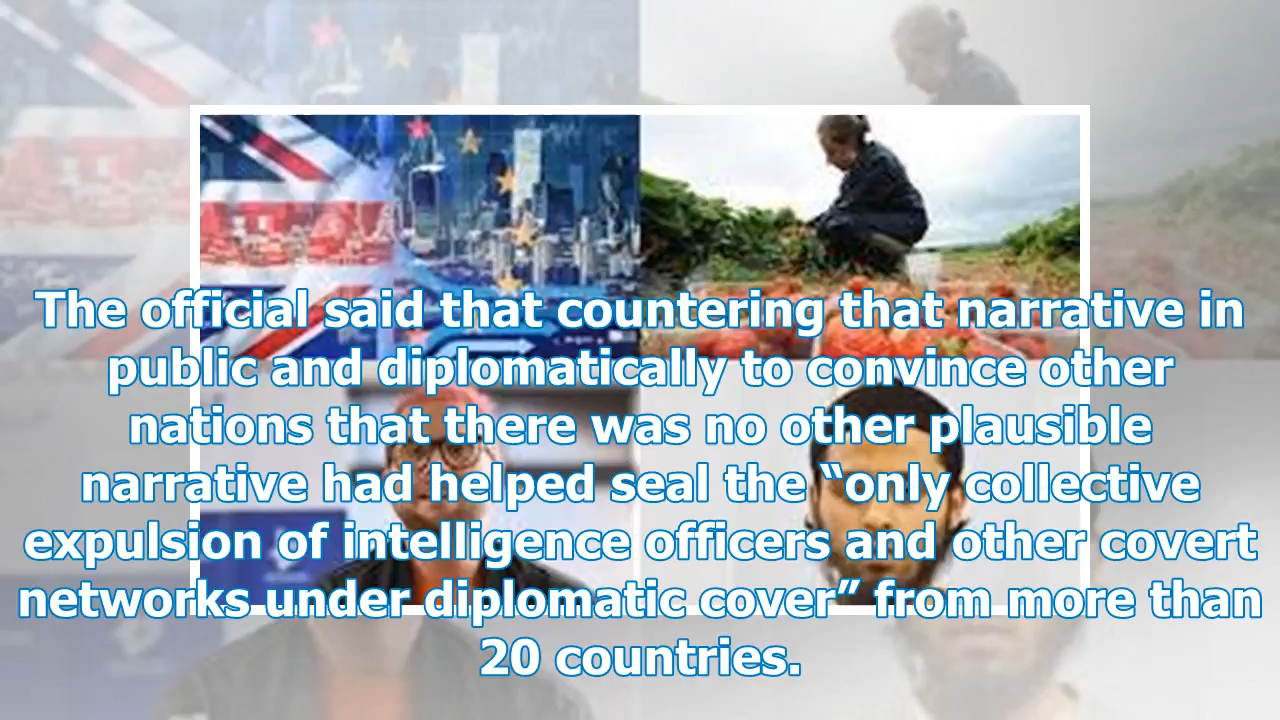 The official said that countering that narrative in
public and diplomatically to convince other
nations that there was no other plausible
narrative had helped seal the “only collective
expulsion of intelligence officers and other covert
networks under diplomatic cover” from more than
20 countries.